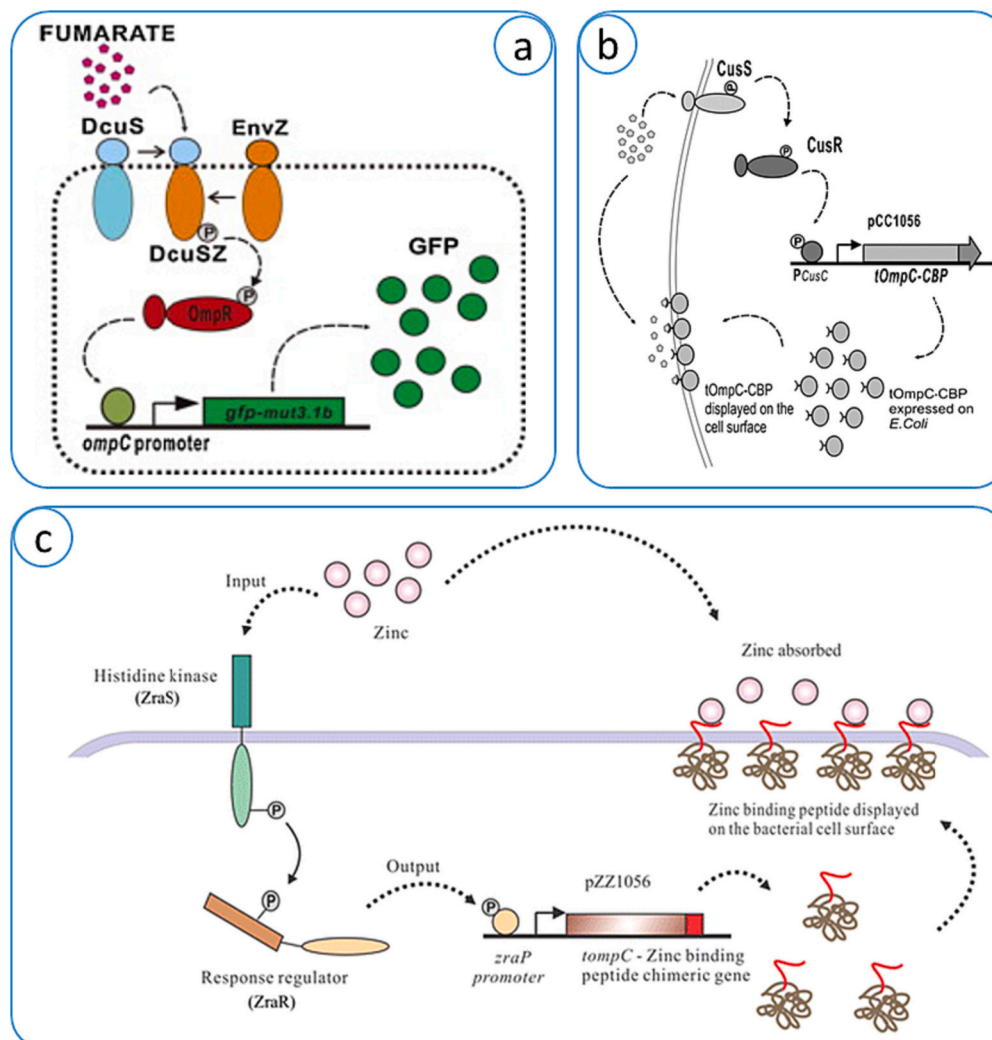 a
FUMARATE
DcuS
EnvZ
P
DcuSZ
GFP
P
OmpR
gfp-mut3.1b
ompC promoter
b
CusS
P
P
CusR
pCC1056
P
PCusC
tOmpC-CBP
tOmpC-CBP
displayed on the
cell surface
tOmpC-CBP
expressed on
E.Coli
c
Input
Zinc
Zinc absorbed
Histidine kinase
(ZraS)
P
Zinc binding peptide displayed
on the bacterial cell surface
P
Output
pZZ1056
P
Response regulator
(ZraR)
zraP
promoter
tompC - Zinc binding
peptide chimeric gene